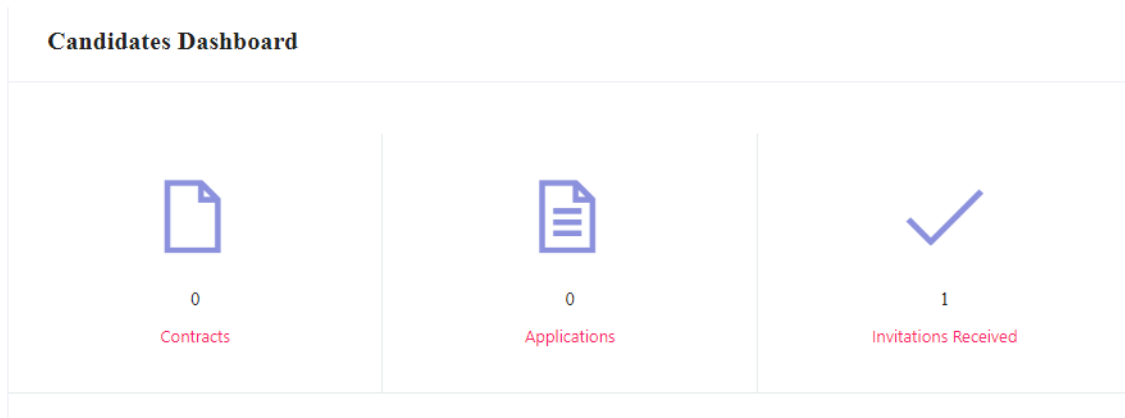 Candidates Dashboard
0
Contracts
0
Applications
1
Invitations Received